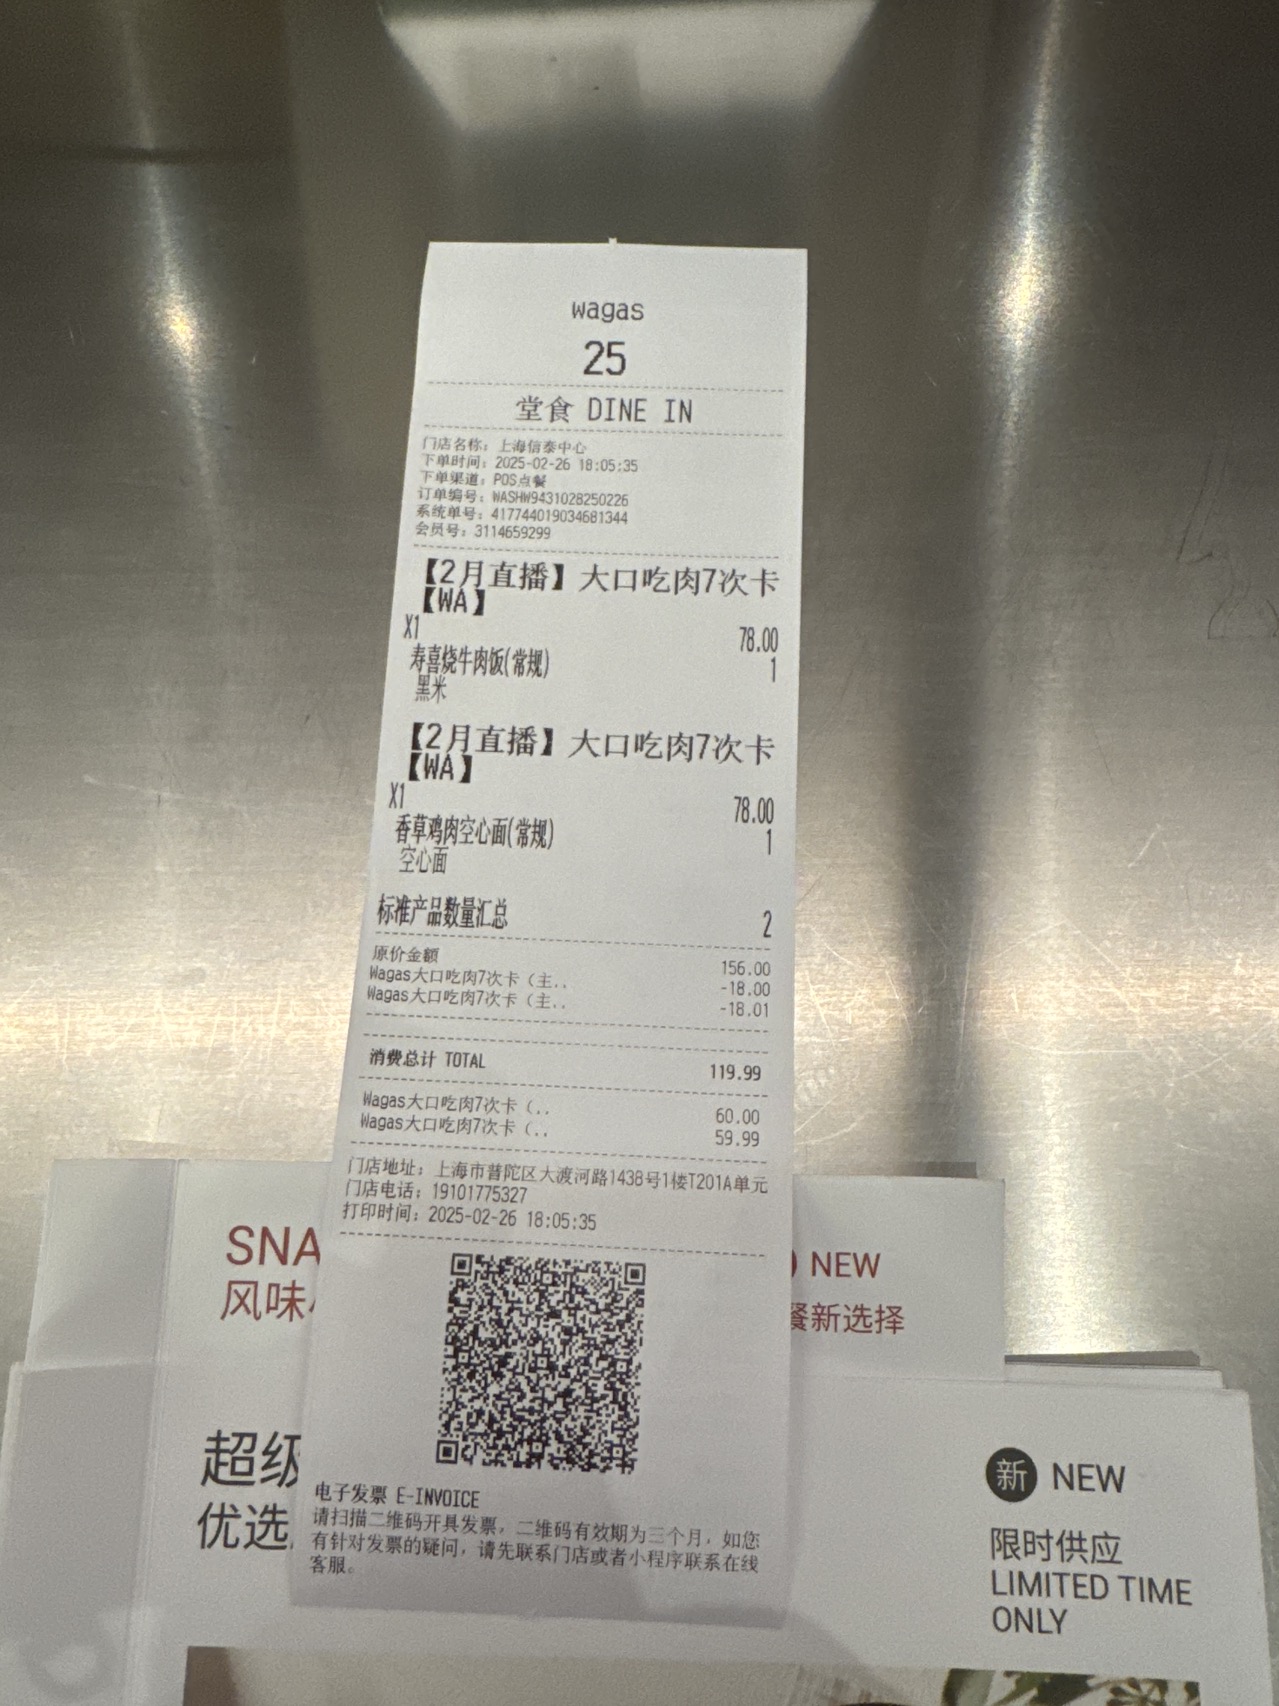 wagas
25
堂食 DINE IN
门店名称: 上海信泰中心
下单时间: 2025-02-26 18:05:35
下单渠道: POS点餐
订单编号: WASHW9431028250226
系统单号: 417744019034681344
会员号: 3114659299
【2月直播】大口吃肉7次卡
【WA】
X1 78.00
寿喜烧牛肉饭(常规) 1
黑米
【2月直播】大口吃肉7次卡
【WA】
X1 78.00
香草鸡肉空心面(常规) 1
空心面
标准产品数量汇总 2
原价金额 156.00
Wagas大口吃肉7次卡（主.. -18.00
Wagas大口吃肉7次卡（主.. -18.01
消费总计 TOTAL 119.99
Wagas大口吃肉7次卡（.. 60.00
Wagas大口吃肉7次卡（.. 59.99
门店地址: 上海市普陀区大渡河路1438号1楼T201A单元
门店电话: 19101775327
打印时间: 2025-02-26 18:05:35
电子发票 E-INVOICE
请扫描二维码开具发票，二维码有效期为三个月，如您
有针对发票的疑问，请先联系门店或者小程序联系在线
客服。
SNA
风味
NEW
餐新选择
超级
优选
新 NEW
限时供应
LIMITED TIME
ONLY